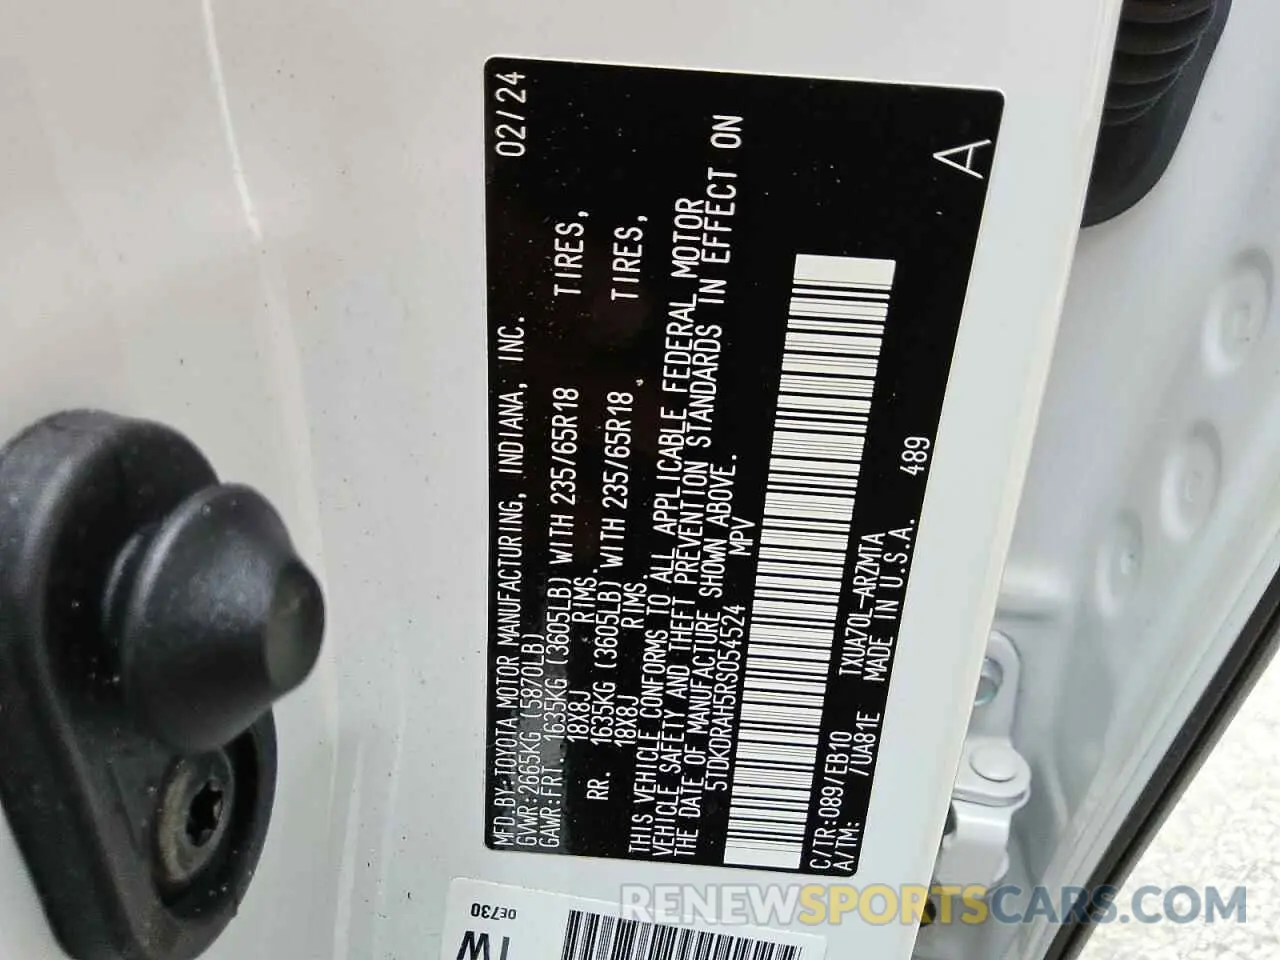 MFD.BY:TOYOTA MOTOR MANUFACTURING, INDIANA, INC. 02/24
GVWR:2665KG (5870LB)
GAWR:FRT 1635KG (3605LB) WITH 235/65R18 TIRES,
18X8J RIMS.
RR. 1635KG (3605LB) WITH 235/65R18 TIRES,
18X8J RIMS.
THIS VEHICLE CONFORMS TO ALL APPLICABLE FEDERAL MOTOR
VEHICLE SAFETY AND THEFT PREVENTION STANDARDS IN EFFECT ON
THE DATE OF MANUFACTURE SHOWN ABOVE.
5TDKDRAH5RS054524 MPV
C/TR:089/EB10 TXUA70L-ARZMTA 489
A/TM: /UA81E MADE IN U.S.A.
A
OE730
RENEWSPORTSCARS.COM